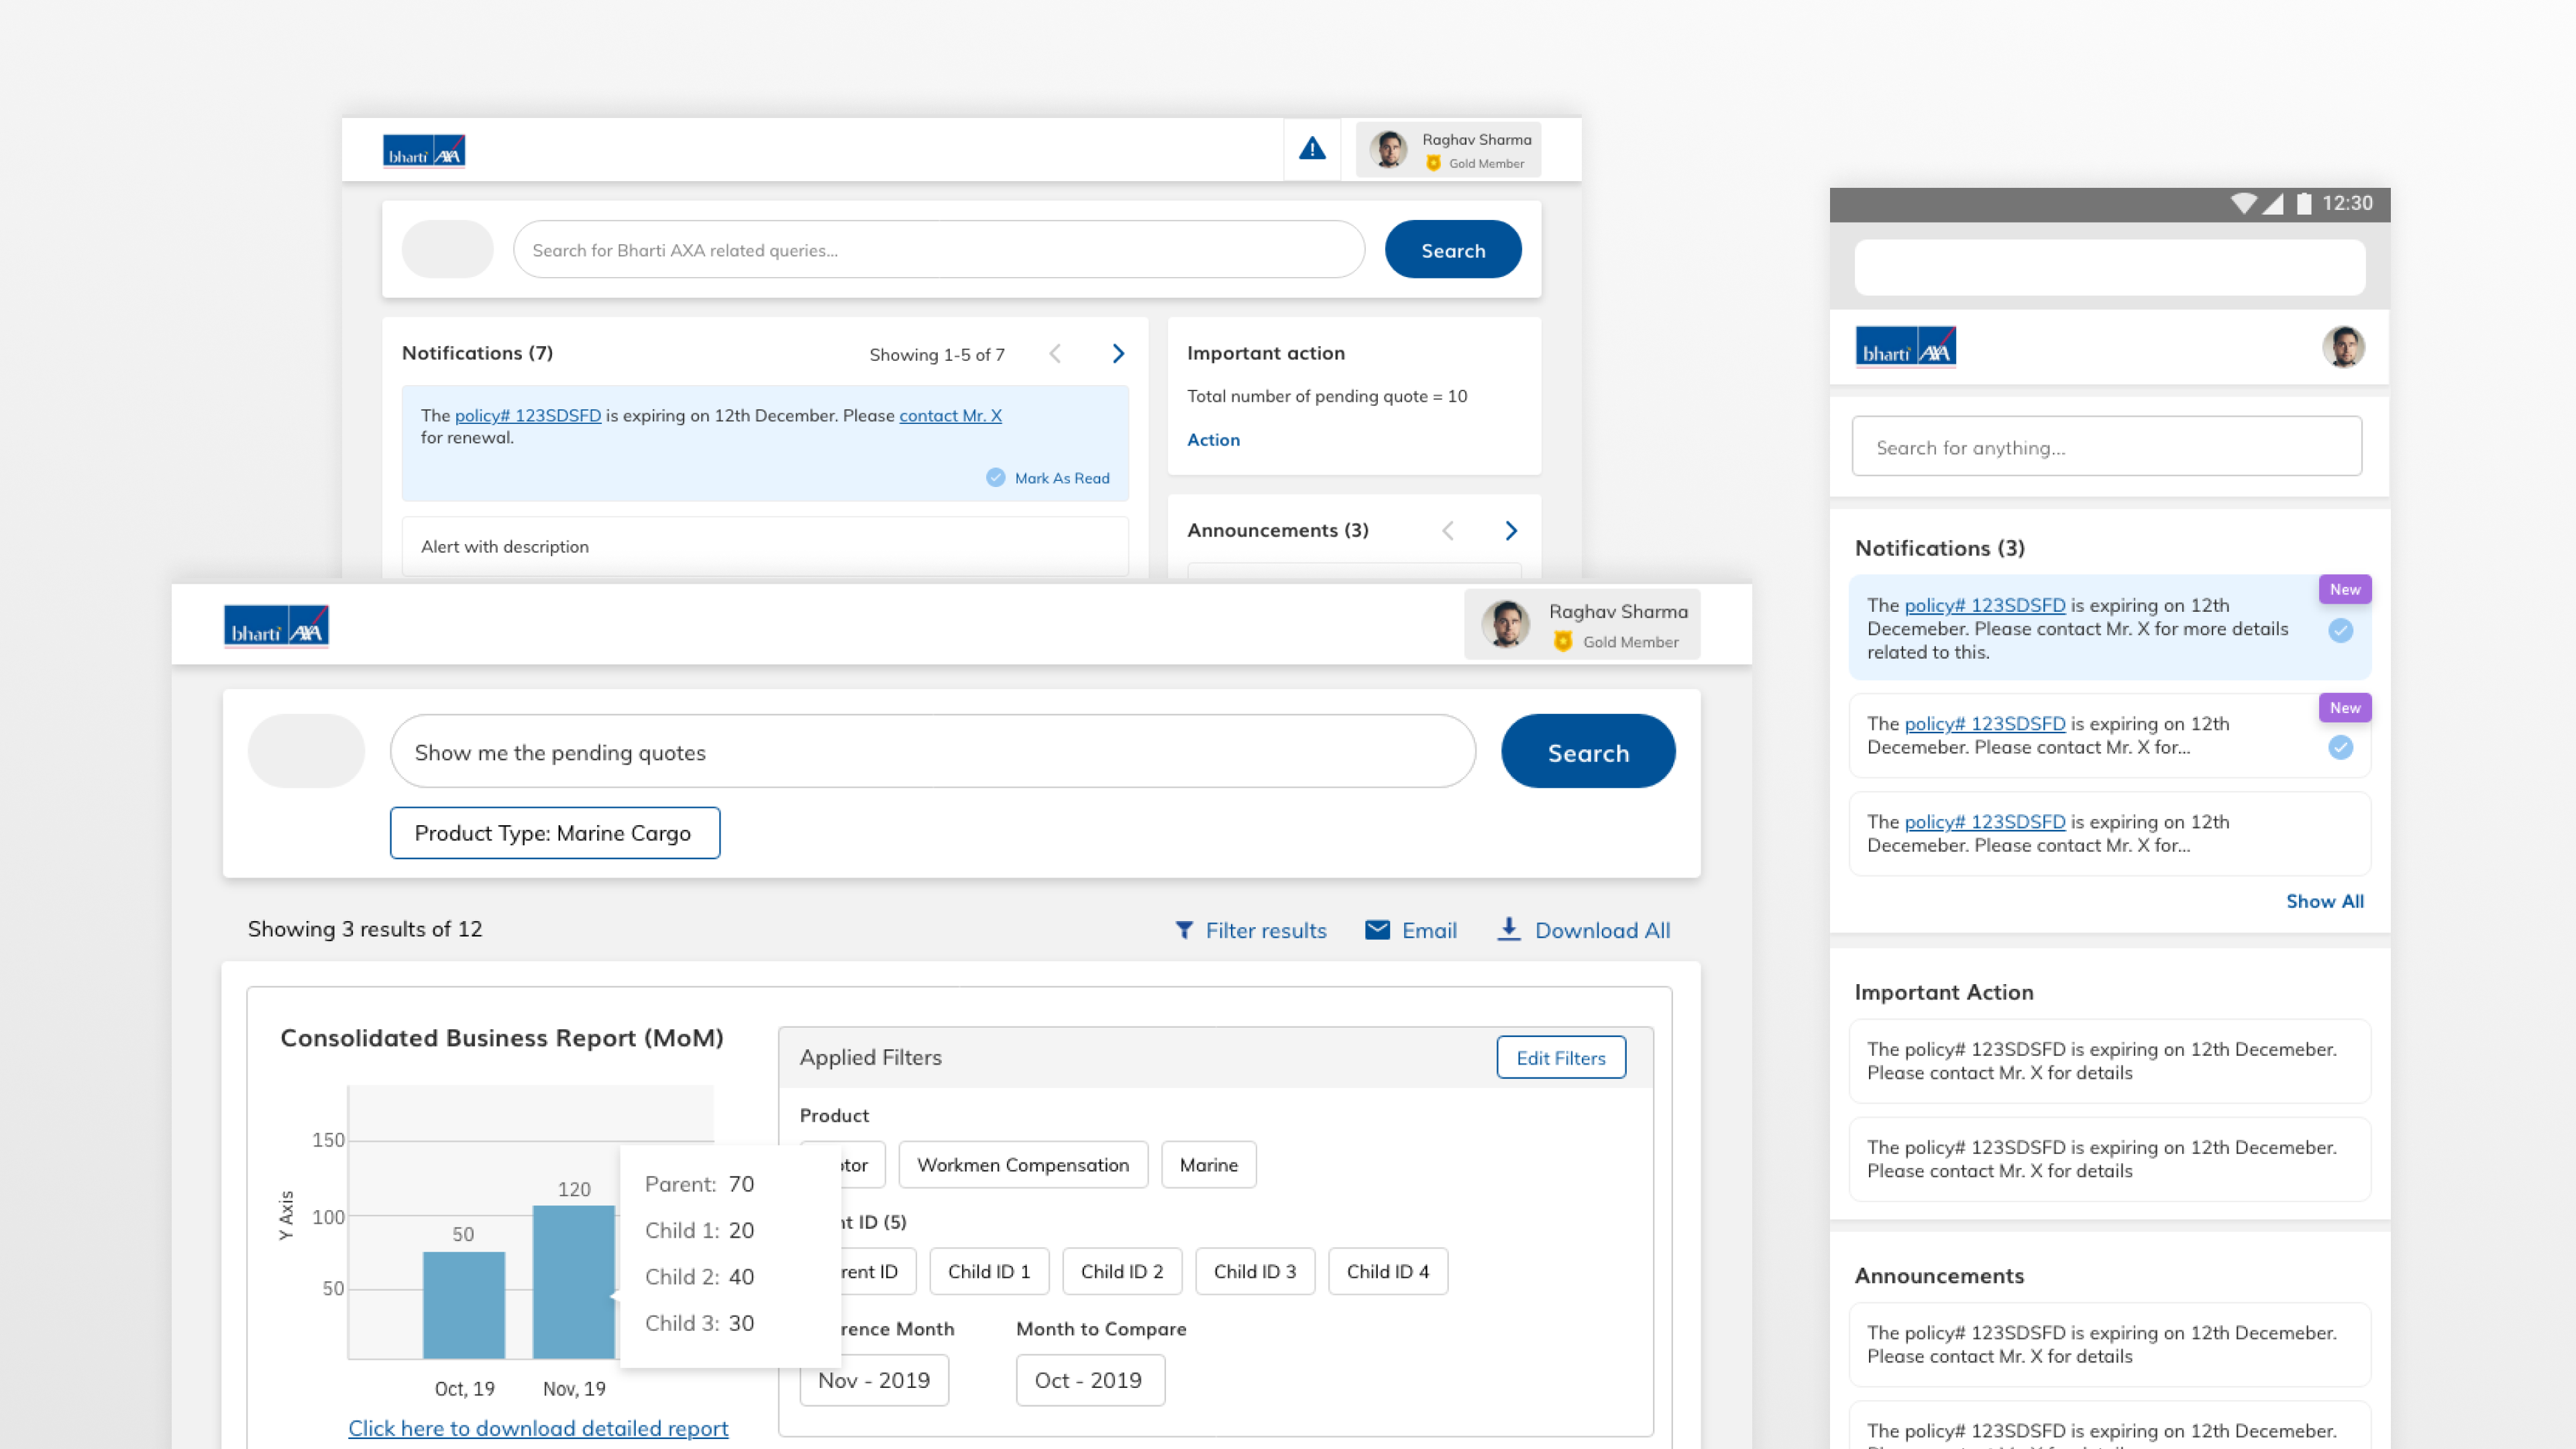 bharti AXA
Raghav Sharma
Gold Member
Search for Bharti AXA related queries...
Search
Notifications (7)
Showing 1-5 of 7
The policy# 123SDSFD is expiring on 12th December. Please contact Mr. X
for renewal.
Mark As Read
Alert with description
Important action
Total number of pending quote = 10
Action
Announcements (3)
bharti AXA
Raghav Sharma
Gold Member
Show me the pending quotes
Search
Product Type: Marine Cargo
Showing 3 results of 12
Filter results
Email
Download All
Consolidated Business Report (MoM)
Y Axis
150
100
50
50
120
Oct, 19
Nov, 19
Click here to download detailed report
Parent: 70
Child 1: 20
Child 2: 40
Child 3: 30
Applied Filters
Edit Filters
Product
Workmen Compensation
Marine
ID (5)
ID
Child ID 1
Child ID 2
Child ID 3
Child ID 4
Month
Month to Compare
Nov - 2019
Oct - 2019
12:30
bharti AXA
Search for anything...
Notifications (3)
New
The policy# 123SDSFD is expiring on 12th
Decemeber. Please contact Mr. X for more details
related to this.
New
The policy# 123SDSFD is expiring on 12th
Decemeber. Please contact Mr. X for...
The policy# 123SDSFD is expiring on 12th
Decemeber. Please contact Mr. X for...
Show All
Important Action
The policy# 123SDSFD is expiring on 12th Decemeber.
Please contact Mr. X for details
The policy# 123SDSFD is expiring on 12th Decemeber.
Please contact Mr. X for details
Announcements
The policy# 123SDSFD is expiring on 12th Decemeber.
Please contact Mr. X for details
The policy# 123SDSFD is expiring on 12th Decemeber.